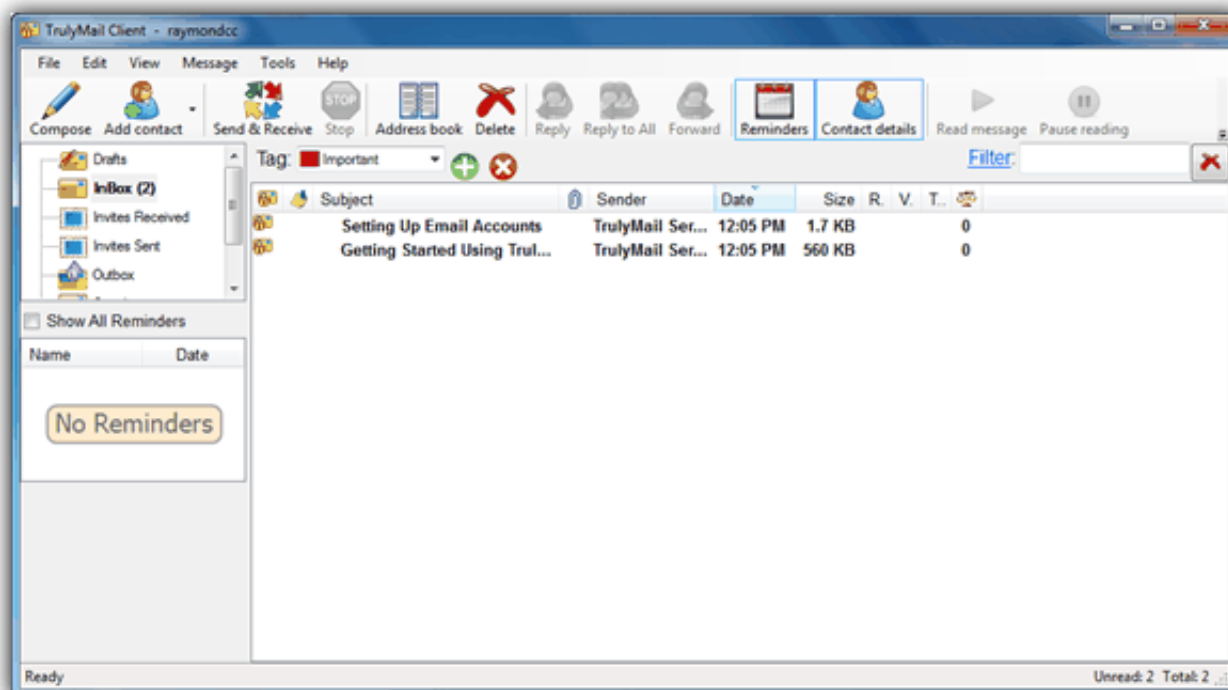 TrulyMail Client - raymondcc
File Edit View Message Tools Help
Compose Add contact Send & Receive STOP Stop Address book Delete Reply Reply to All Forward Reminders Contact details Read message Pause reading
Tag: Important Filter:
Drafts
InBox (2)
Invites Received
Invites Sent
Outbox
Subject Sender Date Size R. V. T..
Setting Up Email Accounts TrulyMail Ser... 12:05 PM 1.7 KB 0
Getting Started Using Trul... TrulyMail Ser... 12:05 PM 560 KB 0
Show All Reminders
Name Date
No Reminders
Ready Unread: 2 Total: 2